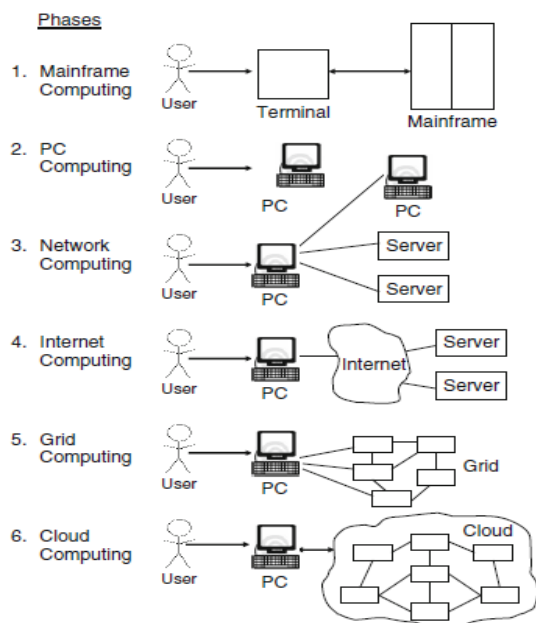 Phases
1. Mainframe
Computing
User
Terminal
Mainframe
2. PC
Computing
User
PC
PC
3. Network
Computing
User
PC
Server
Server
4. Internet
Computing
User
PC
Internet
Server
Server
5. Grid
Computing
User
PC
Grid
6. Cloud
Computing
User
PC
Cloud